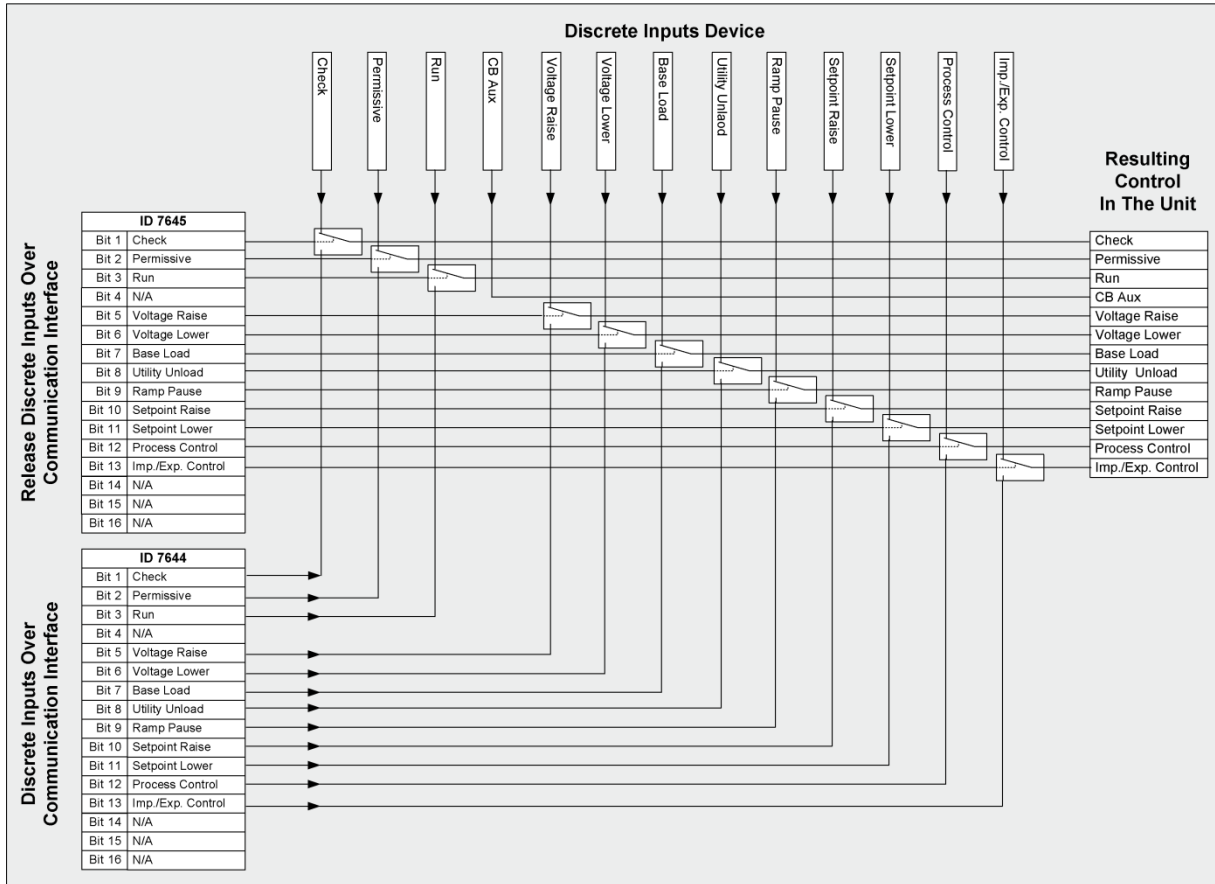 Discrete Inputs Device
Check
Permissive
Run
CB Aux
Voltage Raise
Voltage Lower
Base Load
Utility Unlaod
Ramp Pause
Setpoint Raise
Setpoint Lower
Process Control
Imp./Exp. Control
Resulting
Control
In The Unit
Release Discrete Inputs Over
Communication Interface
ID 7645
Bit 1 Check
Bit 2 Permissive
Bit 3 Run
Bit 4 N/A
Bit 5 Voltage Raise
Bit 6 Voltage Lower
Bit 7 Base Load
Bit 8 Utility Unload
Bit 9 Ramp Pause
Bit 10 Setpoint Raise
Bit 11 Setpoint Lower
Bit 12 Process Control
Bit 13 Imp./Exp. Control
Bit 14 N/A
Bit 15 N/A
Bit 16 N/A
Check
Permissive
Run
CB Aux
Voltage Raise
Voltage Lower
Base Load
Utility Unload
Ramp Pause
Setpoint Raise
Setpoint Lower
Process Control
Imp./Exp. Control
Discrete Inputs Over
Communication Interface
ID 7644
Bit 1 Check
Bit 2 Permissive
Bit 3 Run
Bit 4 N/A
Bit 5 Voltage Raise
Bit 6 Voltage Lower
Bit 7 Base Load
Bit 8 Utility Unload
Bit 9 Ramp Pause
Bit 10 Setpoint Raise
Bit 11 Setpoint Lower
Bit 12 Process Control
Bit 13 Imp./Exp. Control
Bit 14 N/A
Bit 15 N/A
Bit 16 N/A